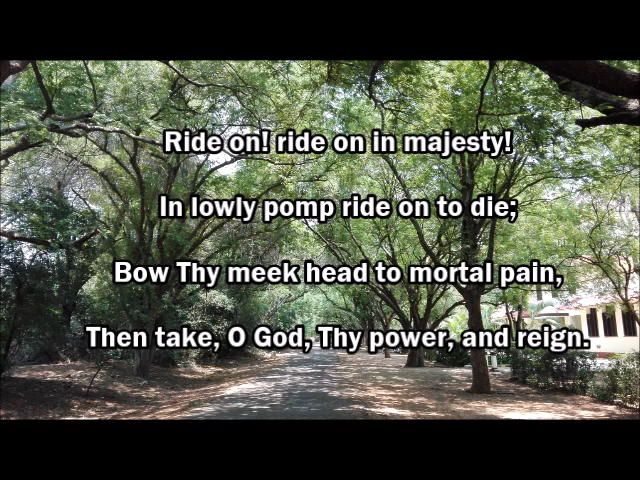 Ride on! ride on in majesty!
In lowly pomp ride on to die;
Bow Thy meek head to mortal pain,
Then take, O God, Thy power, and reign.